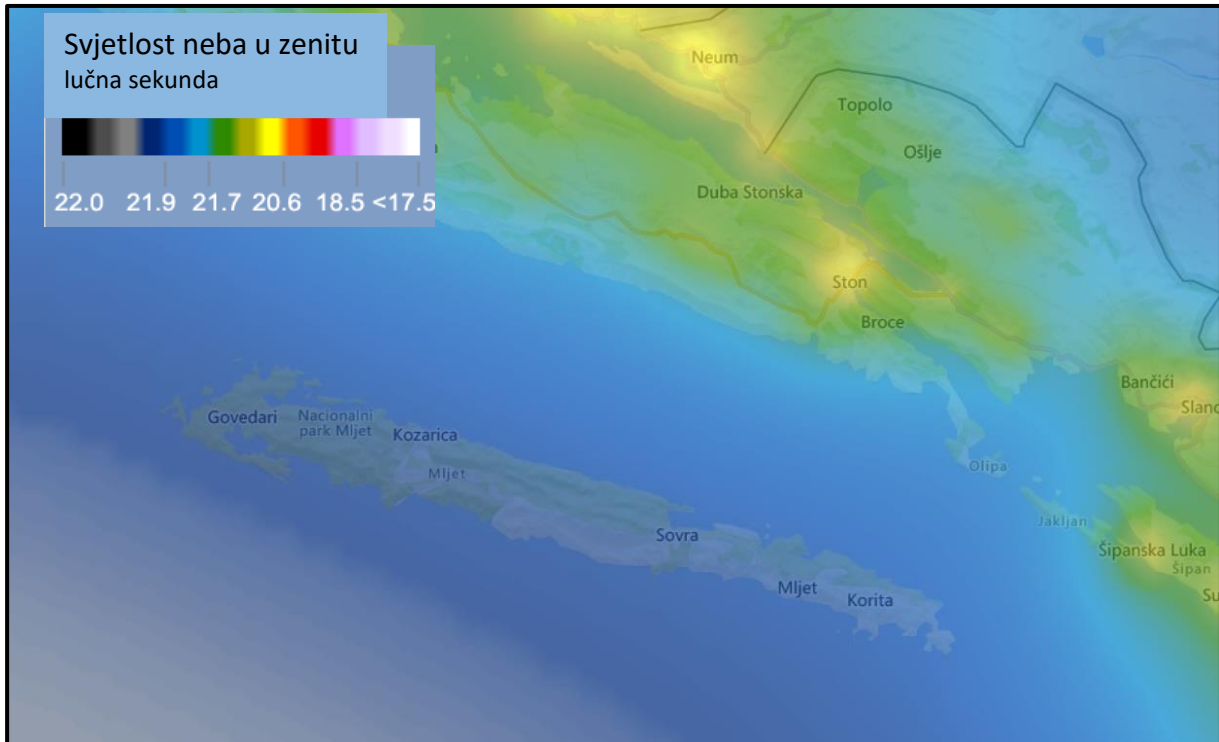 Svjetlost neba u zenitu
lučna sekunda
22.0 21.9 21.7 20.6 18.5 <17.5
Neum
Topolo
Ošlje
Duba Stonska
Ston
Broce
Bančići
Govedari
Nacionalni
park Mljet
Kozarica
Mljet
Olipa
Jakljan
Sovra
Šipanska Luka
Šipan
Mljet
Korita